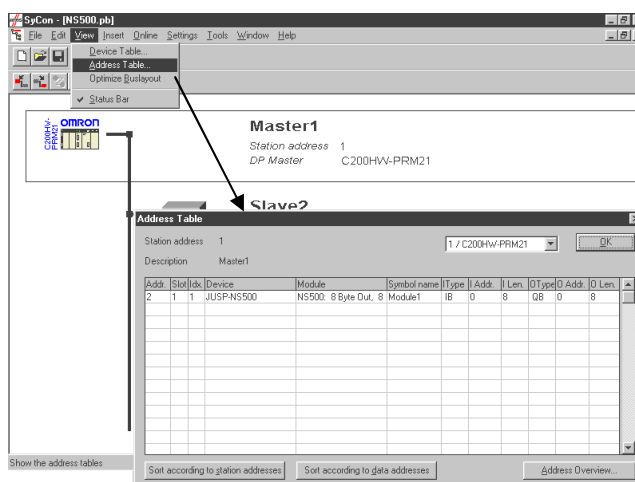 SyCon - [NS500.pb]
File Edit View Insert Online Settings Tools Window Help
Device Table...
Address Table...
Optimize Buslayout
✓ Status Bar
C200HW-
PRM21
OMRON
Master1
Station address 1
DP Master C200HW-PRM21
Slave2
Address Table
Station address 1
1 / C200HW-PRM21
OK
Description Master1
Addr. Slot Idx. Device Module Symbol name IType I Addr. I Len. OType O Addr. O Len.
2 1 1 JUSP-NS500 NS500: 8 Byte Out, 8 Module1 IB 0 8 QB 0 8
Show the address tables
Sort according to station addresses
Sort according to data addresses
Address Overview...